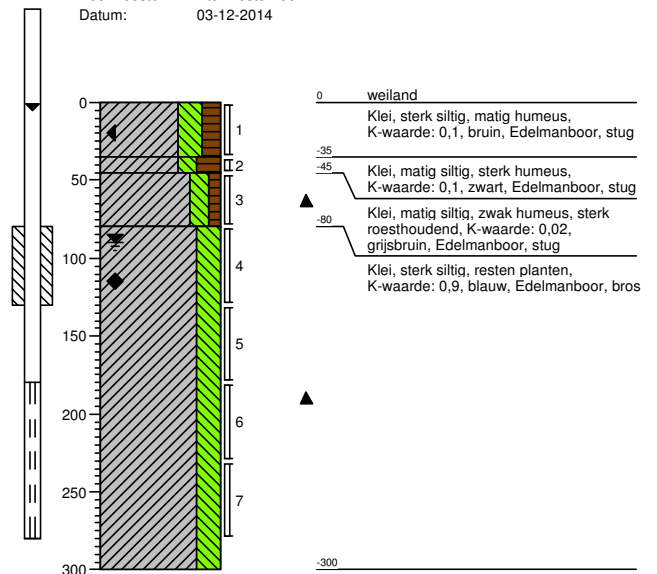 Datum: 03-12-2014
0
50
100
150
200
250
300
1
2
3
4
5
6
7
0 weiland
Klei, sterk siltig, matig humeus,
K-waarde: 0,1, bruin, Edelmanboor, stug
-35
-45
Klei, matig siltig, sterk humeus,
K-waarde: 0,1, zwart, Edelmanboor, stug
-80
Klei, matig siltig, zwak humeus, sterk
roesthoudend, K-waarde: 0,02,
grijsbruin, Edelmanboor, stug
Klei, sterk siltig, resten planten,
K-waarde: 0,9, blauw, Edelmanboor, bros
-300